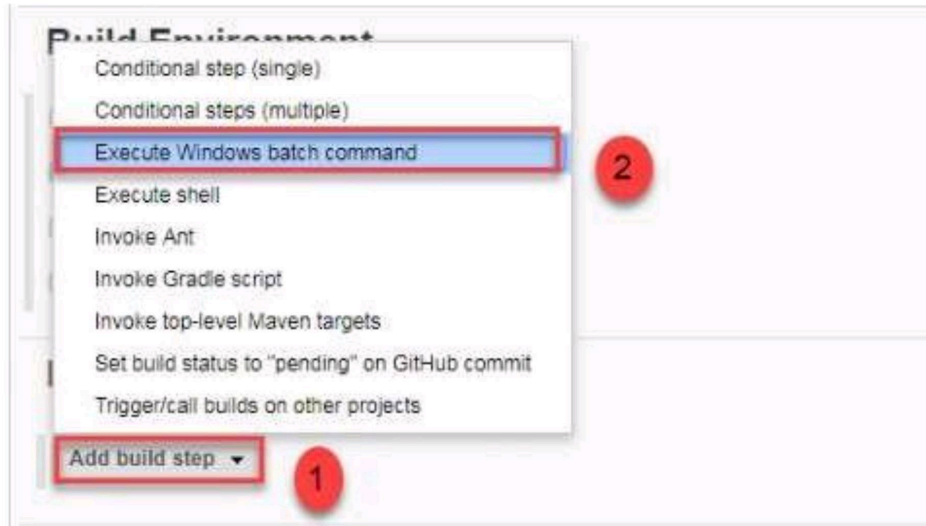 Build Environment
Conditional step (single)
Conditional steps (multiple)
Execute Windows batch command
2
Execute shell
Invoke Ant
Invoke Gradle script
Invoke top-level Maven targets
Set build status to "pending" on GitHub commit
Trigger/call builds on other projects
Add build step
1